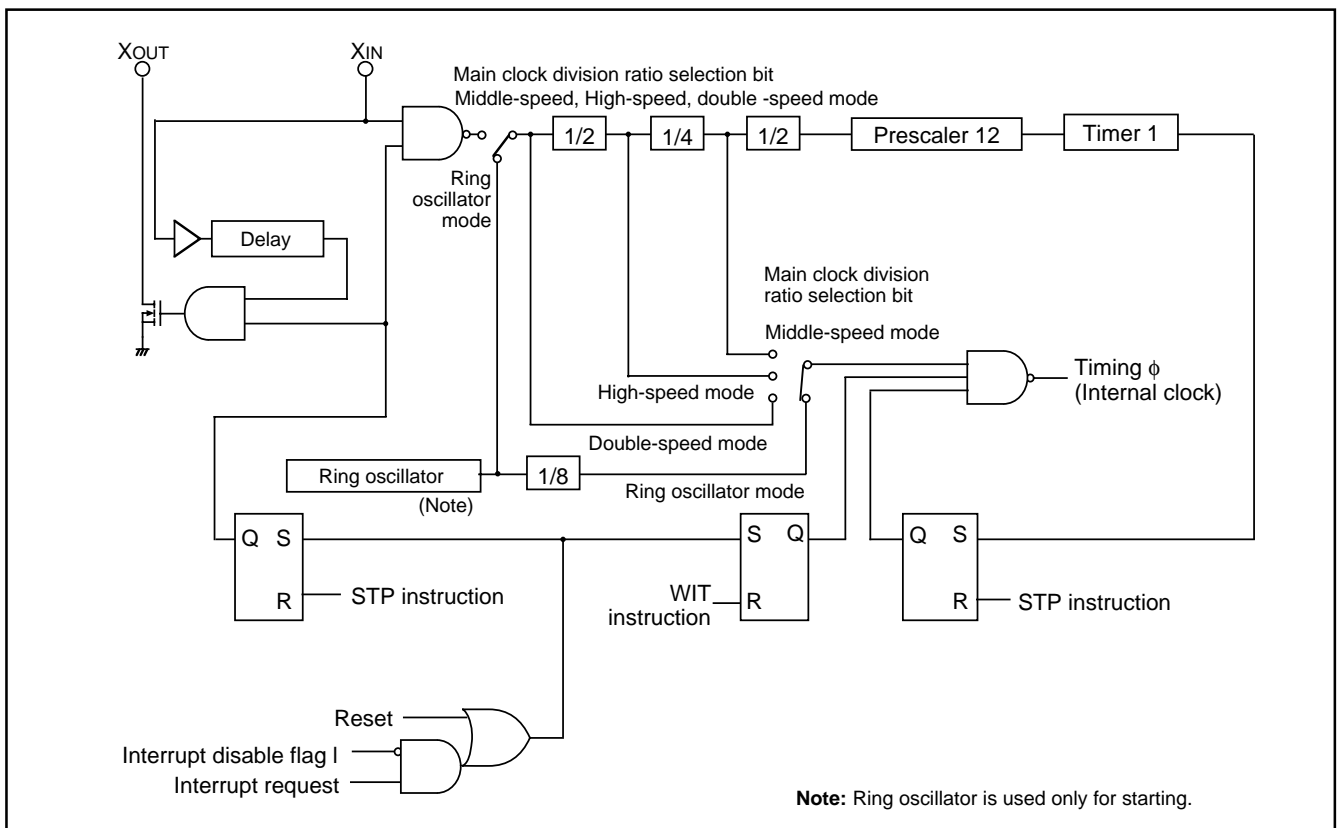 XOUT
XIN
Main clock division ratio selection bit
Middle-speed, High-speed, double -speed mode
1/2
1/4
1/2
Prescaler 12
Timer 1
Ring
oscillator
mode
Delay
Main clock division
ratio selection bit
Middle-speed mode
Timing ϕ
(Internal clock)
High-speed mode
Double-speed mode
Ring oscillator
1/8
Ring oscillator mode
(Note)
Q S
R
STP instruction
S Q
R
WIT
instruction
Q S
R
STP instruction
Reset
Interrupt disable flag I
Interrupt request
Note: Ring oscillator is used only for starting.